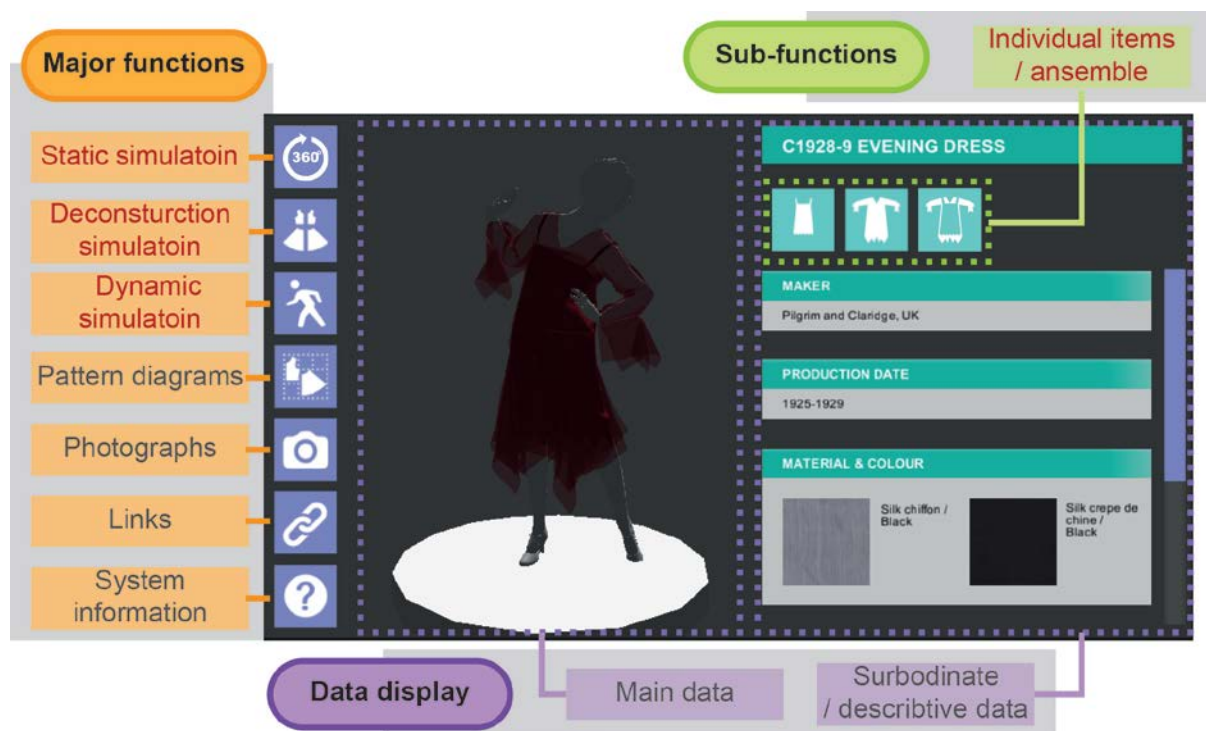 Major functions
Static simulatoin
Deconsturction
simulatoin
Dynamic
simulatoin
Pattern diagrams
Photographs
Links
System
information
360°
Sub-functions
Individual items
/ ansemble
C1928-9 EVENING DRESS
MAKER
Pilgrim and Claridge, UK
PRODUCTION DATE
1925-1929
MATERIAL & COLOUR
Silk chiffon /
Black
Silk crepe de
chine /
Black
?
Data display
Main data
Surbodinate
/ describtive data